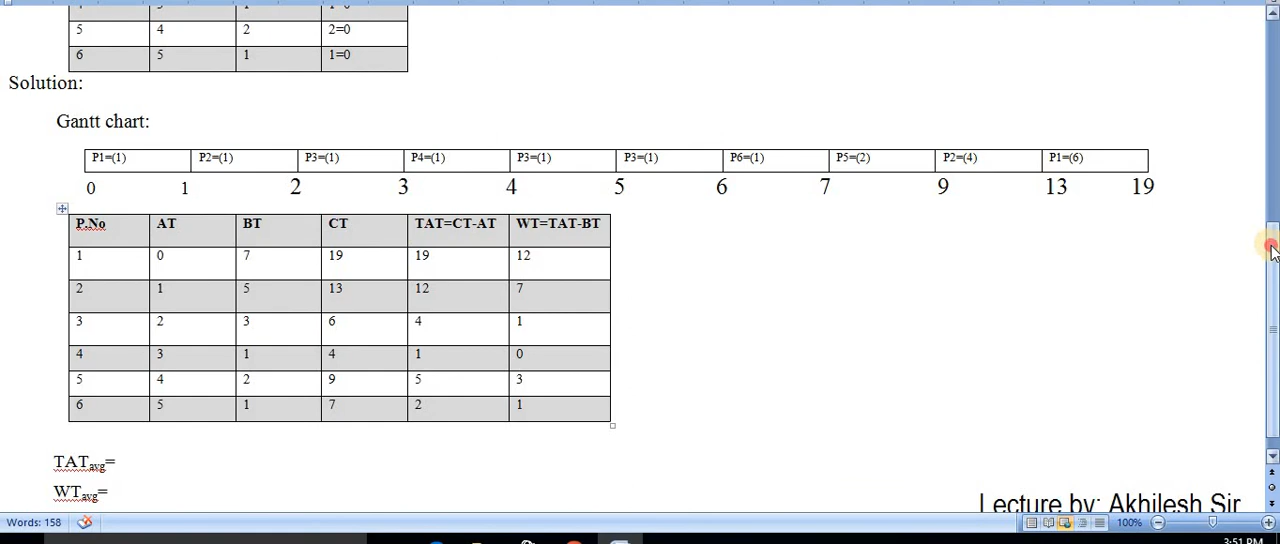 5 4 2 2=0
6 5 1 1=0
Solution:
Gantt chart:
P1=(1) P2=(1) P3=(1) P4=(1) P3=(1) P3=(1) P6=(1) P5=(2) P2=(4) P1=(6)
0 1 2 3 4 5 6 7 9 13 19
P.No AT BT CT TAT=CT-AT WT=TAT-BT
1 0 7 19 19 12
2 1 5 13 12 7
3 2 3 6 4 1
4 3 1 4 1 0
5 4 2 9 5 3
6 5 1 7 2 1
TATavg=
WTavg=
Lecture by: Akhilesh Sir
Words: 158 100%
3:51 PM